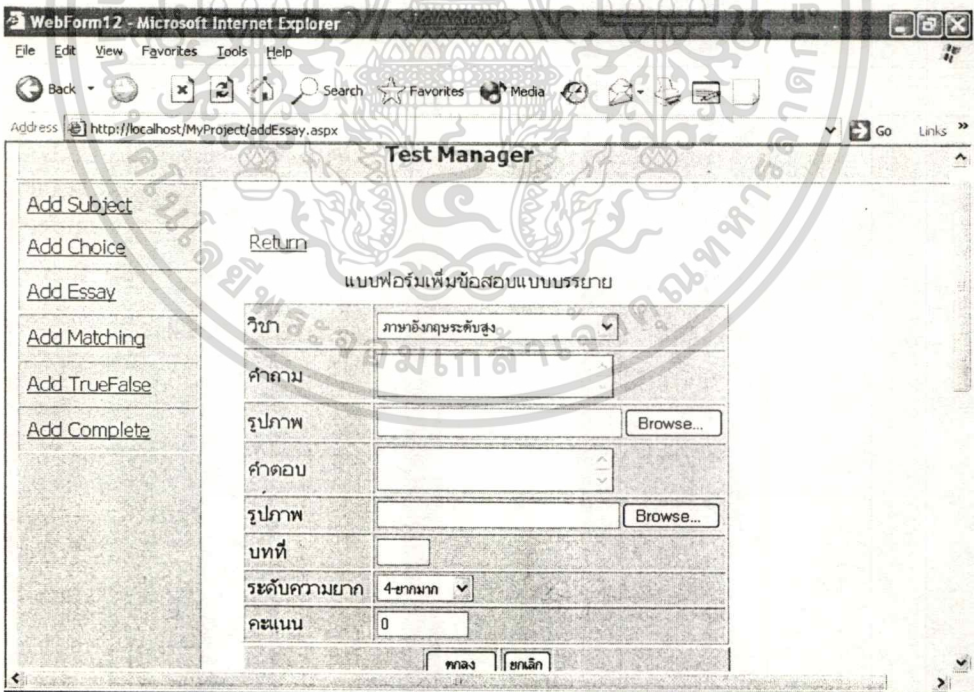 WebForm12 - Microsoft Internet Explorer
File Edit View Favorites Tools Help
Back Search Favorites Media
Address http://localhost/MyProject/addEssay.aspx Go Links »
Test Manager
Add Subject
Add Choice
Add Essay
Add Matching
Add TrueFalse
Add Complete
Return
แบบฟอร์มเพิ่มข้อสอบแบบบรรยาย
วิชา ภาษาอังกฤษระดับสูง
คำถาม
รูปภาพ Browse...
คำตอบ
รูปภาพ Browse...
บทที่
ระดับความยาก 4-ยากมาก
คะแนน 0
ตกลง ยกเลิก